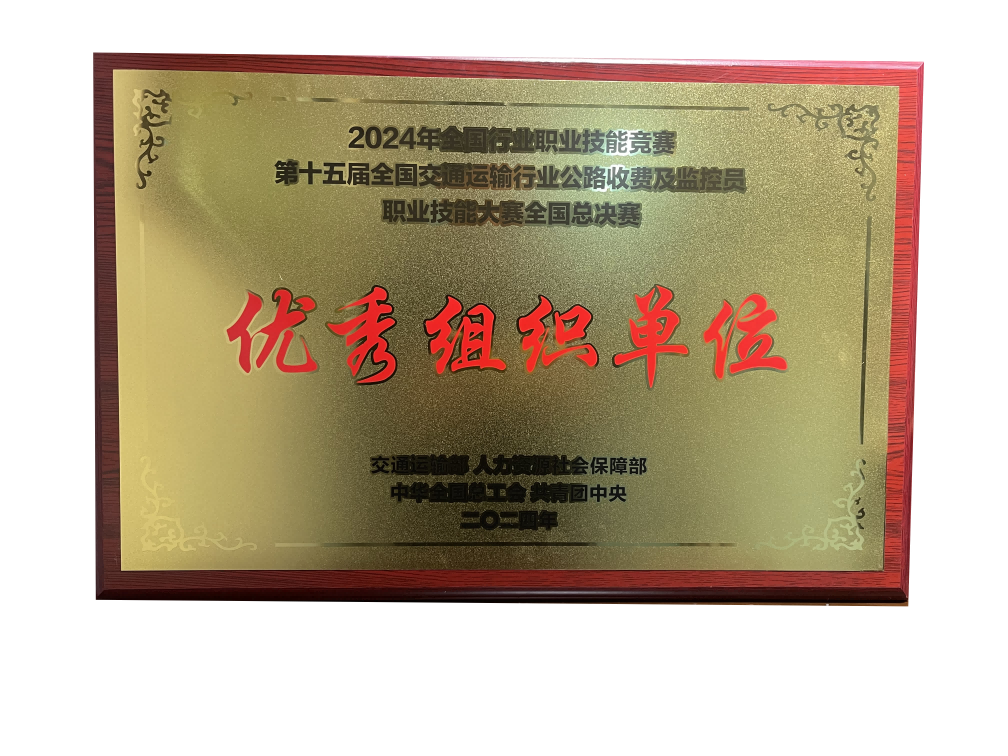 2024年全国行业职业技能竞赛
第十五届全国交通运输行业公路收费及监控员
职业技能大赛全国总决赛
优秀组织单位
交通运输部 人力资源社会保障部
中华全国总工会 共青团中央
二〇二四年